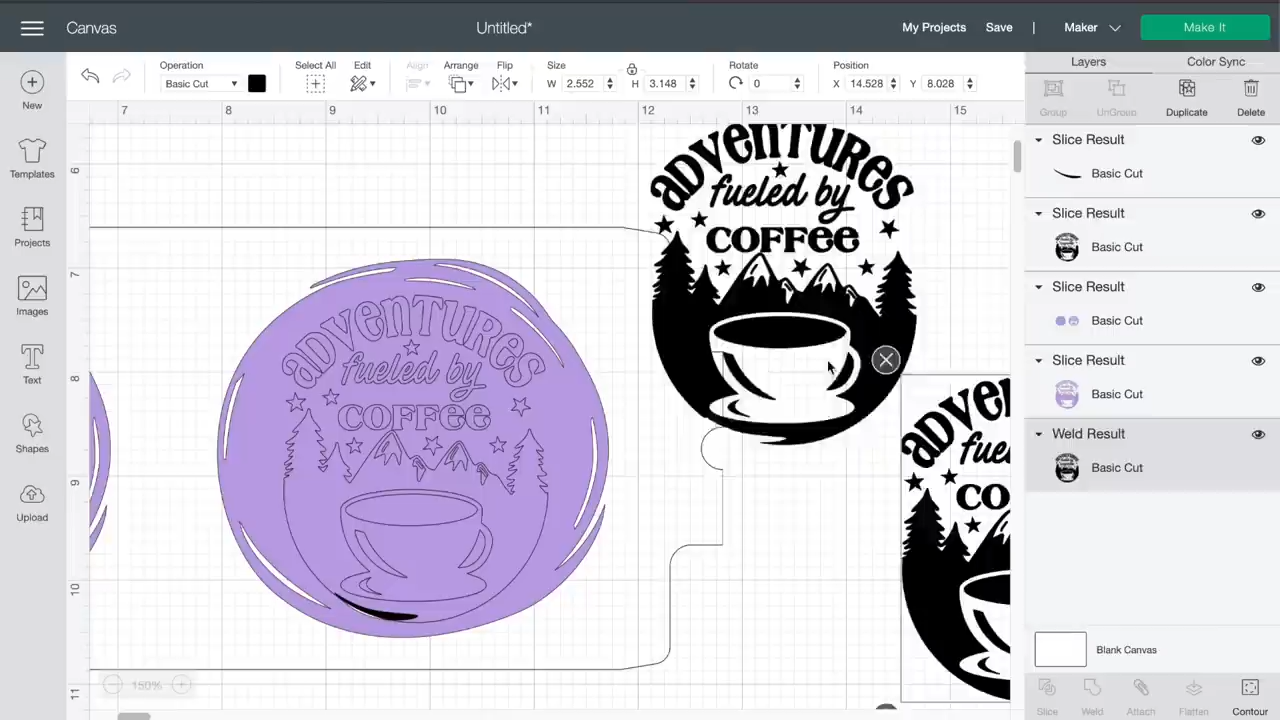 Canvas
Untitled*
My Projects
Save
|
Maker
Make It
Operation
Basic Cut
Select All
Edit
Align
Arrange
Flip
Size
W 2.552
H 3.148
Rotate
0
Position
X 14.528
Y 8.028
Layers
Color Sync
New
Templates
Projects
Images
Text
Shapes
Upload
Group
UnGroup
Duplicate
Delete
7 8 9 10 11 12 13 14 15
6
7
8
9
10
11
Slice Result
Basic Cut
Slice Result
Basic Cut
Slice Result
Basic Cut
Slice Result
Basic Cut
Weld Result
Basic Cut
adventures
fueled by
coffee
adventures
fueled by
coffee
adven
fuel
co
150%
Blank Canvas
Slice
Weld
Attach
Flatten
Contour